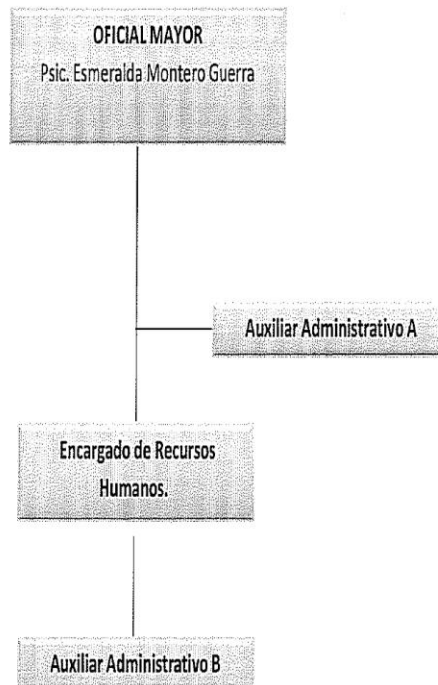 OFICIAL MAYOR
Psic. Esmeralda Montero Guerra
Auxiliar Administrativo A
Encargado de Recursos
Humanos.
Auxiliar Administrativo B